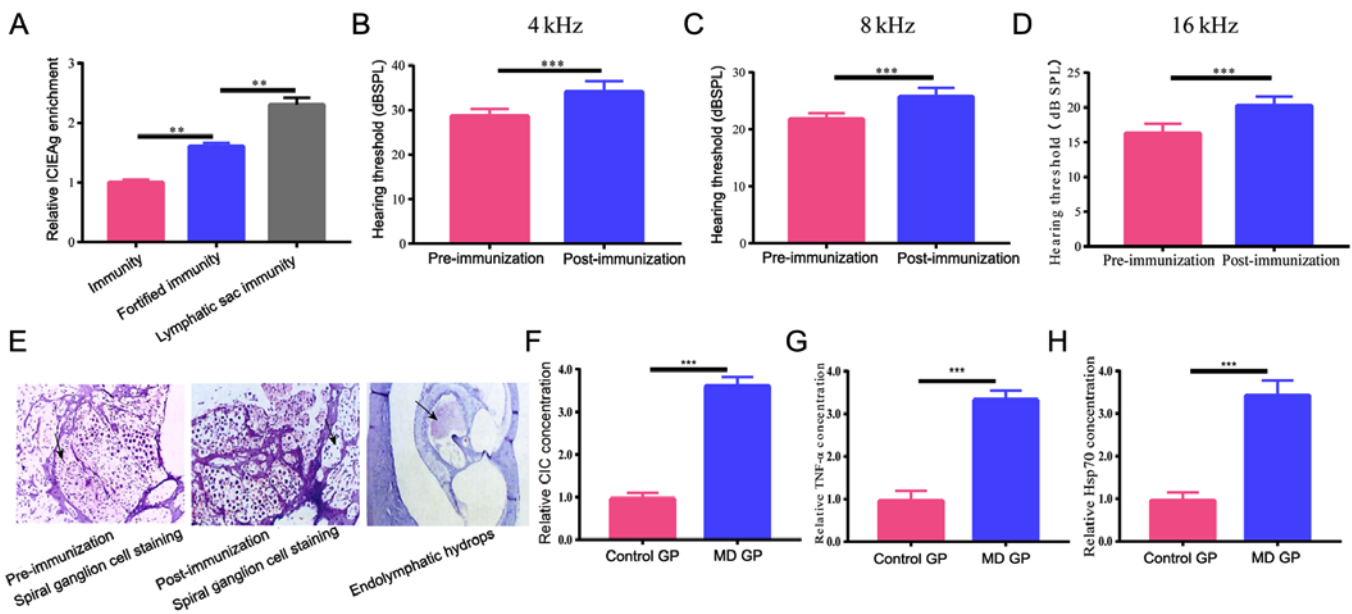 A
Relative ICIEAg enrichment
3
2
1
0
**
**
Immunity
Fortified immunity
Lymphatic sac immunity
B
4 kHz
Hearing threshold (dBSPL)
40
30
20
10
0
***
Pre-immunization
Post-immunization
C
8 kHz
Hearing threshold (dBSPL)
30
20
10
0
***
Pre-immunization
Post-immunization
D
16 kHz
Hearing threshold (dB SPL)
25
20
15
10
5
0
***
Pre-immunization
Post-immunization
E
Pre-immunization
Spiral ganglion cell staining
Post-immunization
Spiral ganglion cell staining
Endolymphatic hydrops
F
Relative CIC concentration
4.0
3.0
2.0
1.0
0.0
***
Control GP
MD GP
G
Relative TNF-α concentration
4.0
3.0
2.0
1.0
0.0
***
Control GP
MD GP
H
Relative Hsp70 concentration
4.0
3.0
2.0
1.0
0.0
***
Control GP
MD GP